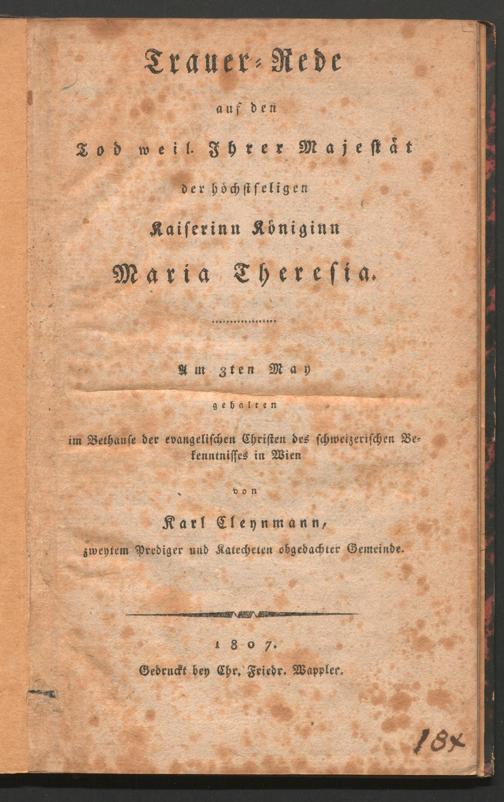 Trauer-Rede
auf den
Tod weil. Ihrer Majestät
der höchstseligen
Kaiserinn Königinn
Maria Theresia.
Am 3ten May
gehalten
im Bethause der evangelischen Christen des schweizerischen Be-
kenntnisses in Wien
von
Karl Cleynmann,
zweytem Prediger und Katecheten obgedachter Gemeinde.
1807.
Gedruckt bey Chr. Friedr. Wappler.
18x